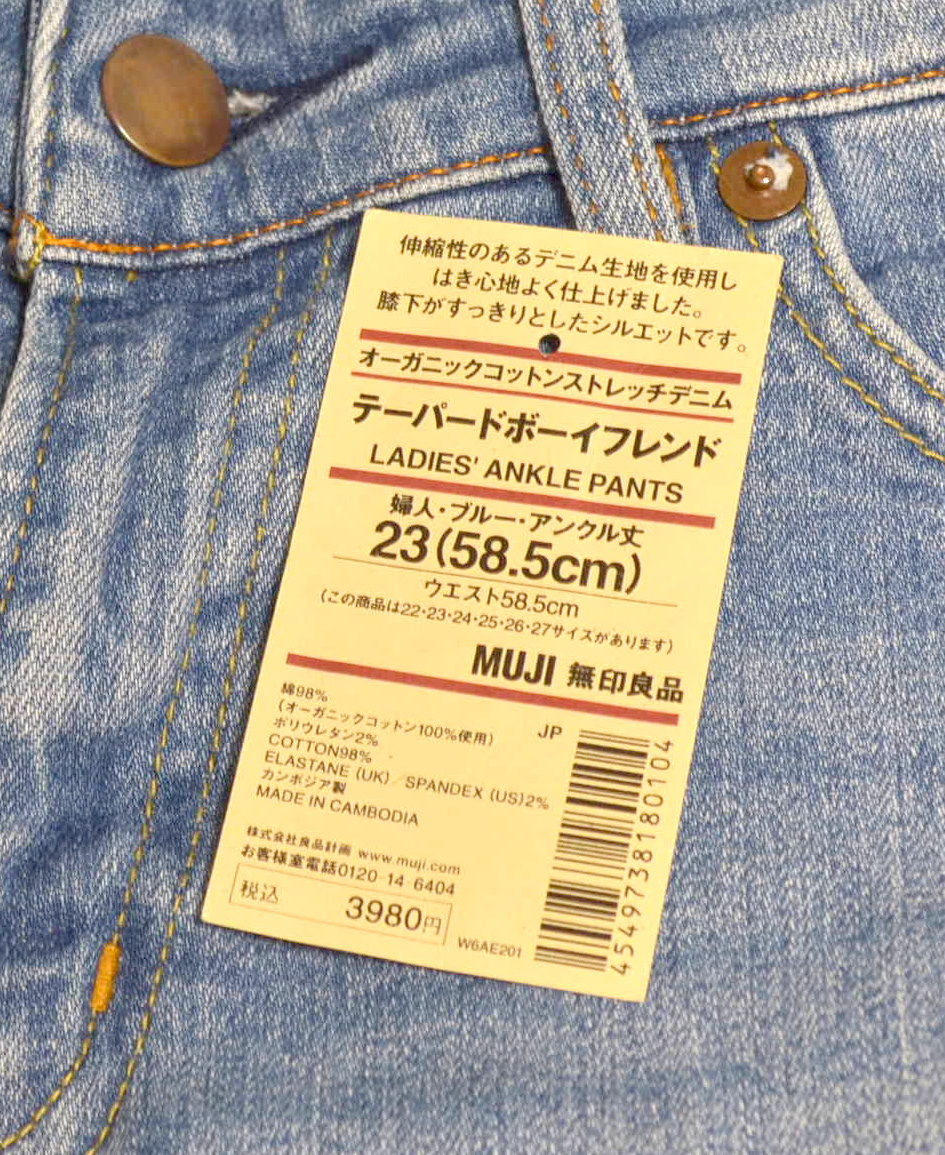 伸縮性のあるデニム生地を使用し
はき心地よく仕上げました。
膝下がすっきりとしたシルエットです。
オーガニックコットンストレッチデニム
テーパードボーイフレンド
LADIES' ANKLE PANTS
婦人・ブルー・アンクル丈
23(58.5cm)
ウエスト58.5cm
(この商品は22・23・24・25・26・27サイズがあります)
MUJI 無印良品
綿98%
(オーガニックコットン100%使用)
ポリウレタン2%
COTTON98%
ELASTANE (UK)／SPANDEX (US)2%
カンボジア製
MADE IN CAMBODIA
JP
4549738180104
株式会社良品計画 www.muji.com
お客様室電話0120-14-6404
税込 3980円
W6AE201